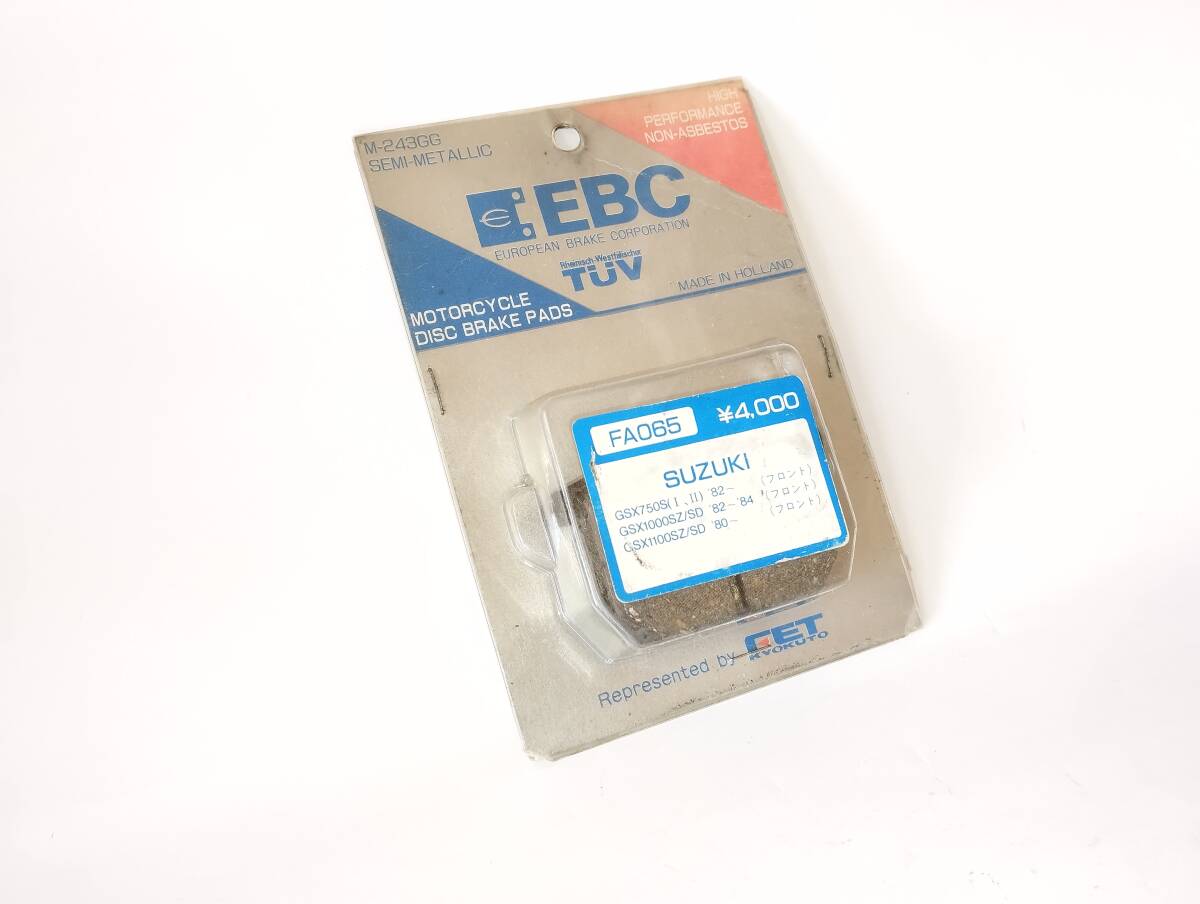 M-243GG
SEMI-METALLIC
HIGH
PERFORMANCE
NON-ASBESTOS
EBC
EUROPEAN BRAKE CORPORATION
Rheinisch-Westfälischer
TÜV
MADE IN HOLLAND
MOTORCYCLE
DISC BRAKE PADS
FA065 ¥4,000
SUZUKI
GSX750S(I、II) '82~ (フロント)
GSX1000SZ/SD '82~'84 (フロント)
GSX1100SZ/SD '80~ (フロント)
Represented by
KYOKUTO